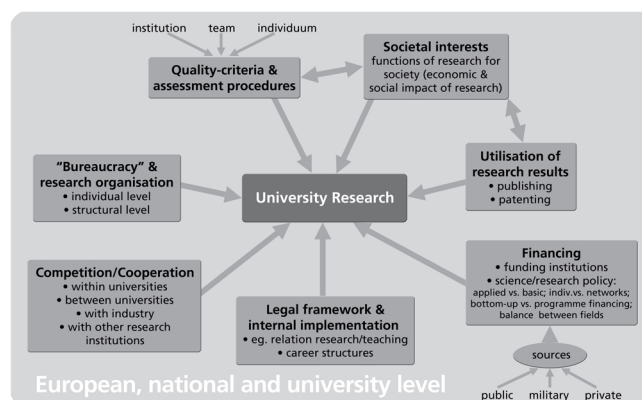 institution team individuum
Quality-criteria &
assessment procedures
Societal interests
functions of research for
society (economic &
social impact of research)
"Bureaucracy" &
research organisation
• individual level
• structural level
University Research
Utilisation of
research results
• publishing
• patenting
Competition/Cooperation
• within universities
• between universities
• with industry
• with other research
institutions
Legal framework &
internal implementation
• eg. relation research/teaching
• career structures
Financing
• funding institutions
• science/research policy:
applied vs. basic; indiv.vs. networks;
bottom-up vs. programme financing;
balance between fields
sources
public military private
European, national and university level